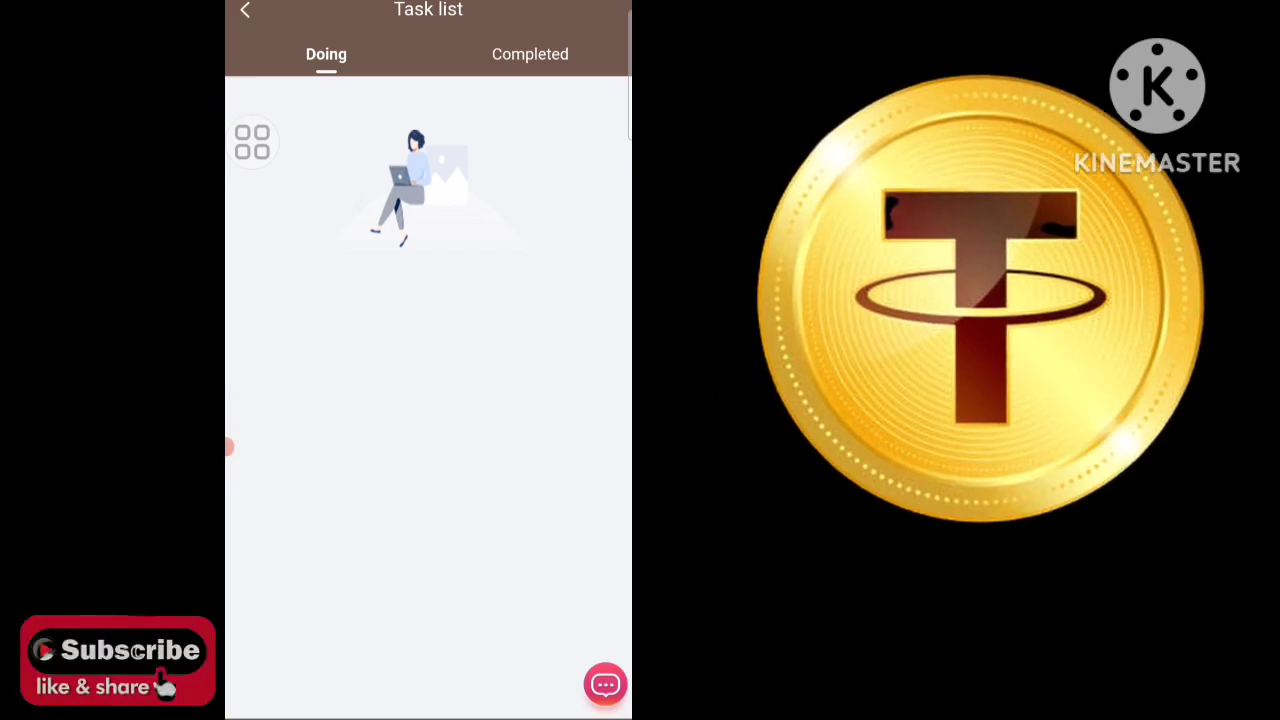 Task list
Doing
Completed
K
KINEMASTER
Subscribe
like & share